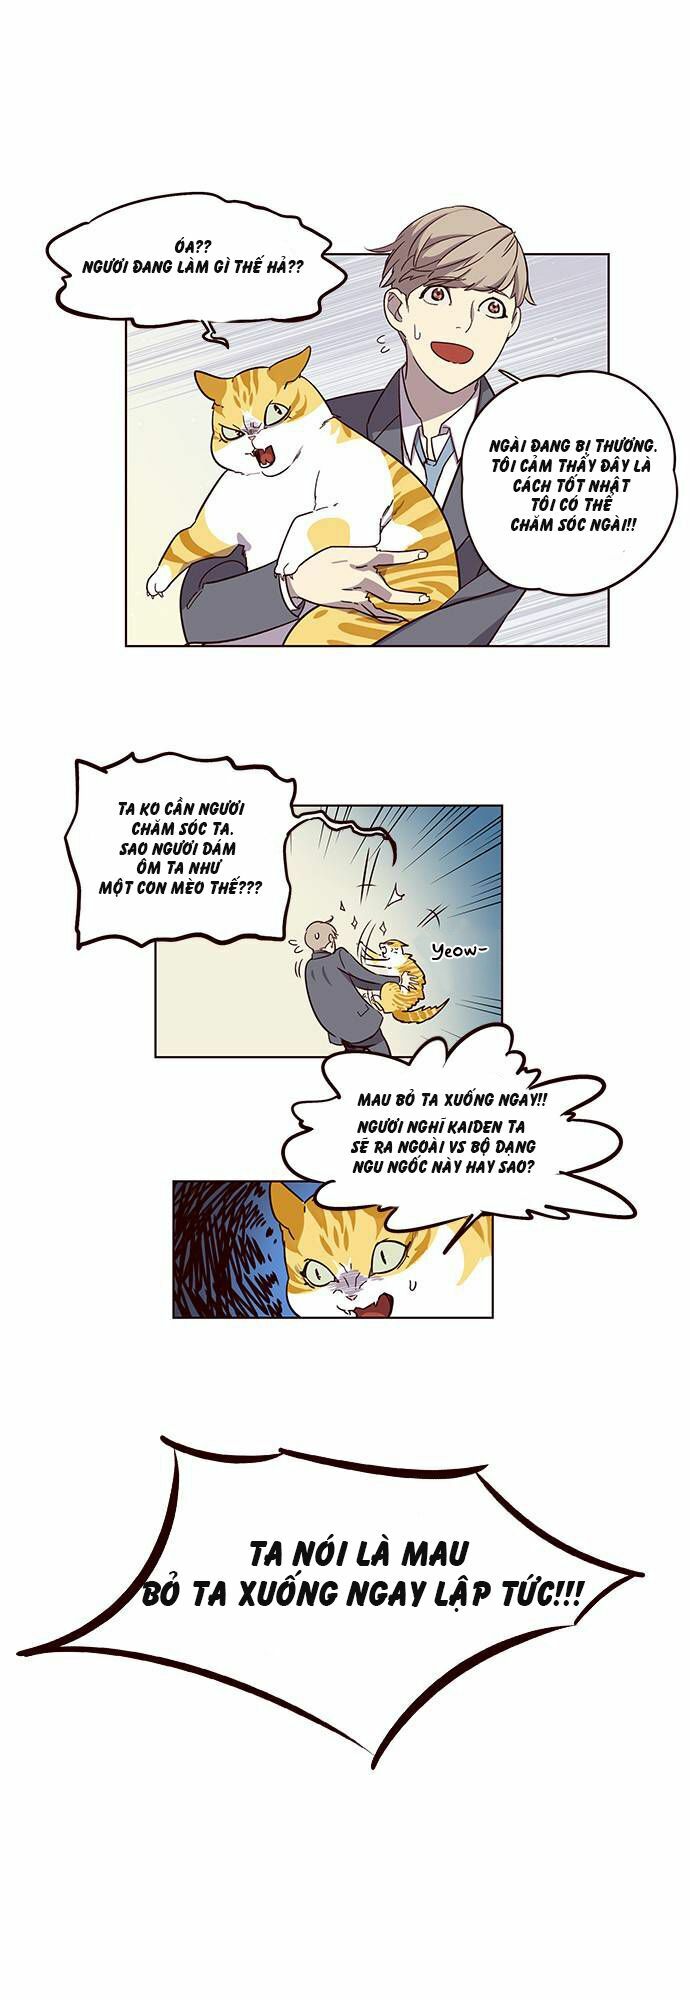 ÓA??
NGƯƠI ĐANG LÀM GÌ THẾ HẢ??
NGÀI ĐANG BỊ THƯƠNG.
TÔI CẢM THẤY ĐÂY LÀ
CÁCH TỐT NHẬT
TÔI CÓ THỂ
CHĂM SÓC NGÀI!!
TA KO CẦN NGƯƠI
CHĂM SÓC TA.
SAO NGƯƠI DÁM
ÔM TA NHƯ
MỘT CON MÈO THẾ???
Yeow~
MAU BỎ TA XUỐNG NGAY!!
NGƯƠI NGHĨ KAIDEN TA
SẼ RA NGOÀI VS BỘ DẠNG
NGU NGỐC NÀY HAY SAO?
TA NÓI LÀ MAU
BỎ TA XUỐNG NGAY LẬP TỨC!!!